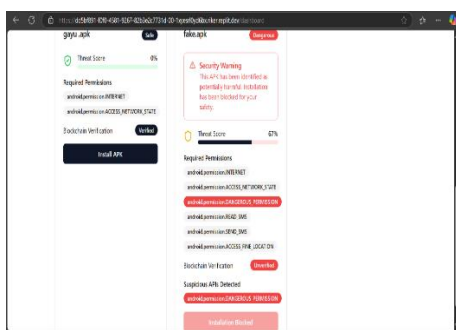 gayu .apk
Safe
Threat Score 0%
Required Permissions
android.permission.INTERNET
android.permission.ACCESS_NETWORK_STATE
Blockchain Verification
Verified
Install APK
fake.apk
Dangerous
Security Warning
This APK has been identified as
potentially harmful. Installation
has been blocked for your
safety.
Threat Score 67%
Required Permissions
android.permission.INTERNET
android.permission.ACCESS_NETWORK_STATE
android.permission.DANGEROUS_PERMISSION
android.permission.READ_SMS
android.permission.SEND_SMS
android.permission.ACCESS_FINE_LOCATION
Blockchain Verification
Unverified
Suspicious APIs Detected
android.permission.DANGEROUS_PERMISSION
Installation Blocked